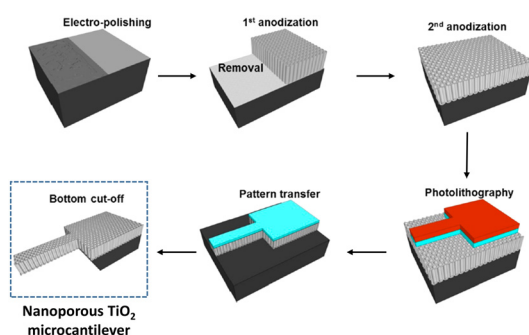 Electro-polishing
1st anodization
2nd anodization
Removal
Photolithography
Pattern transfer
Bottom cut-off
Nanoporous TiO2
microcantilever